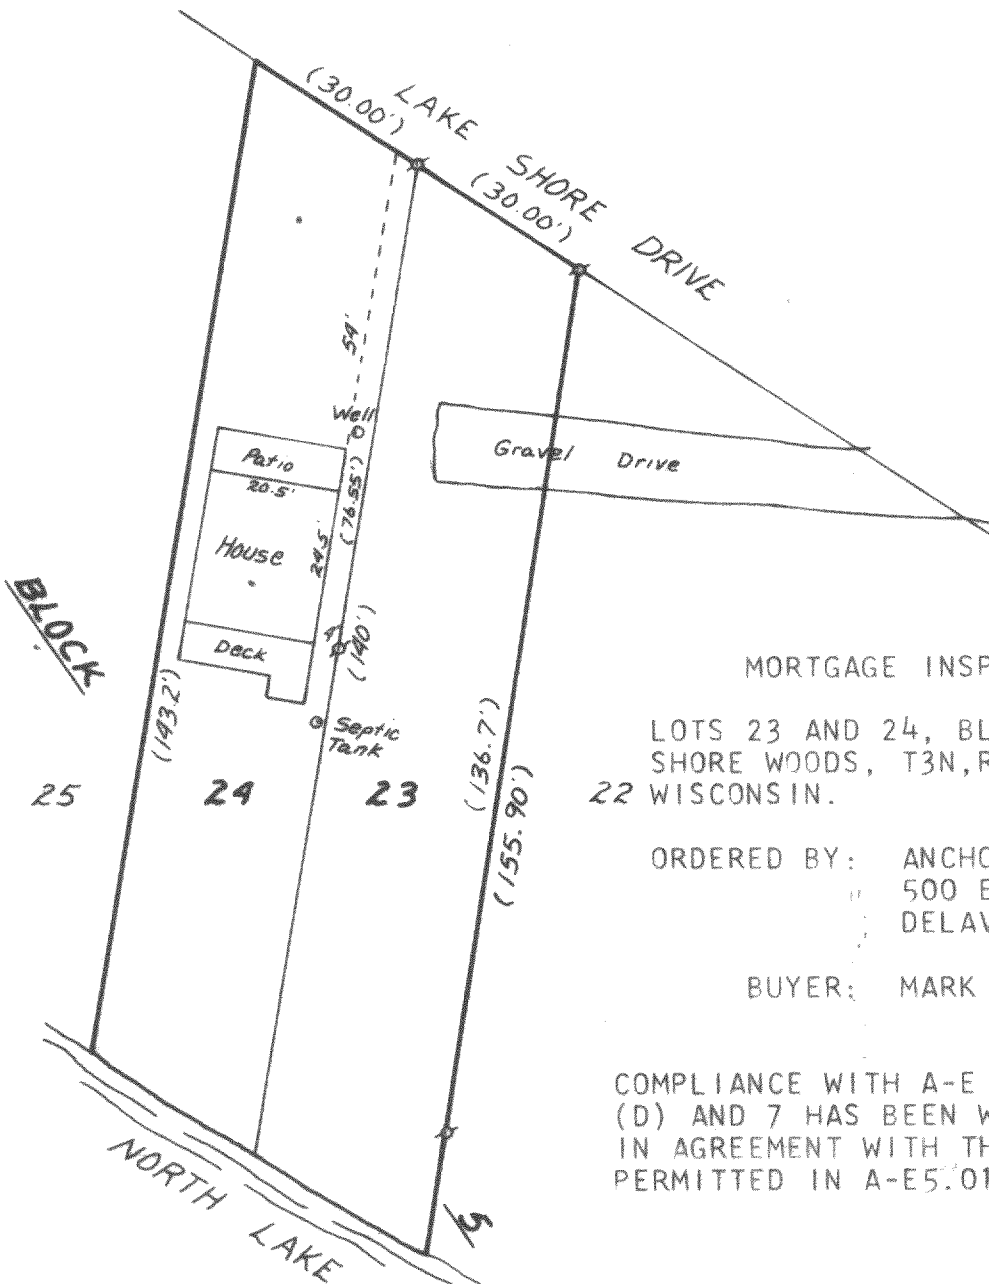 (30.00')
LAKE SHORE DRIVE
(30.00')
54'
Well
Patio
20.5'
(76.55')
Gravel Drive
House
24.5'
BLOCK
Deck
(140')
(143.2')
Septic
Tank
(136.7')
(155.90')
25
24
23
22
5
NORTH LAKE
MORTGAGE INSP
LOTS 23 AND 24, BL
SHORE WOODS, T3N,R
WISCONSIN.
ORDERED BY: ANCHO
500 E
DELAV
BUYER: MARK
COMPLIANCE WITH A-E
(D) AND 7 HAS BEEN W
IN AGREEMENT WITH TH
PERMITTED IN A-E5.01